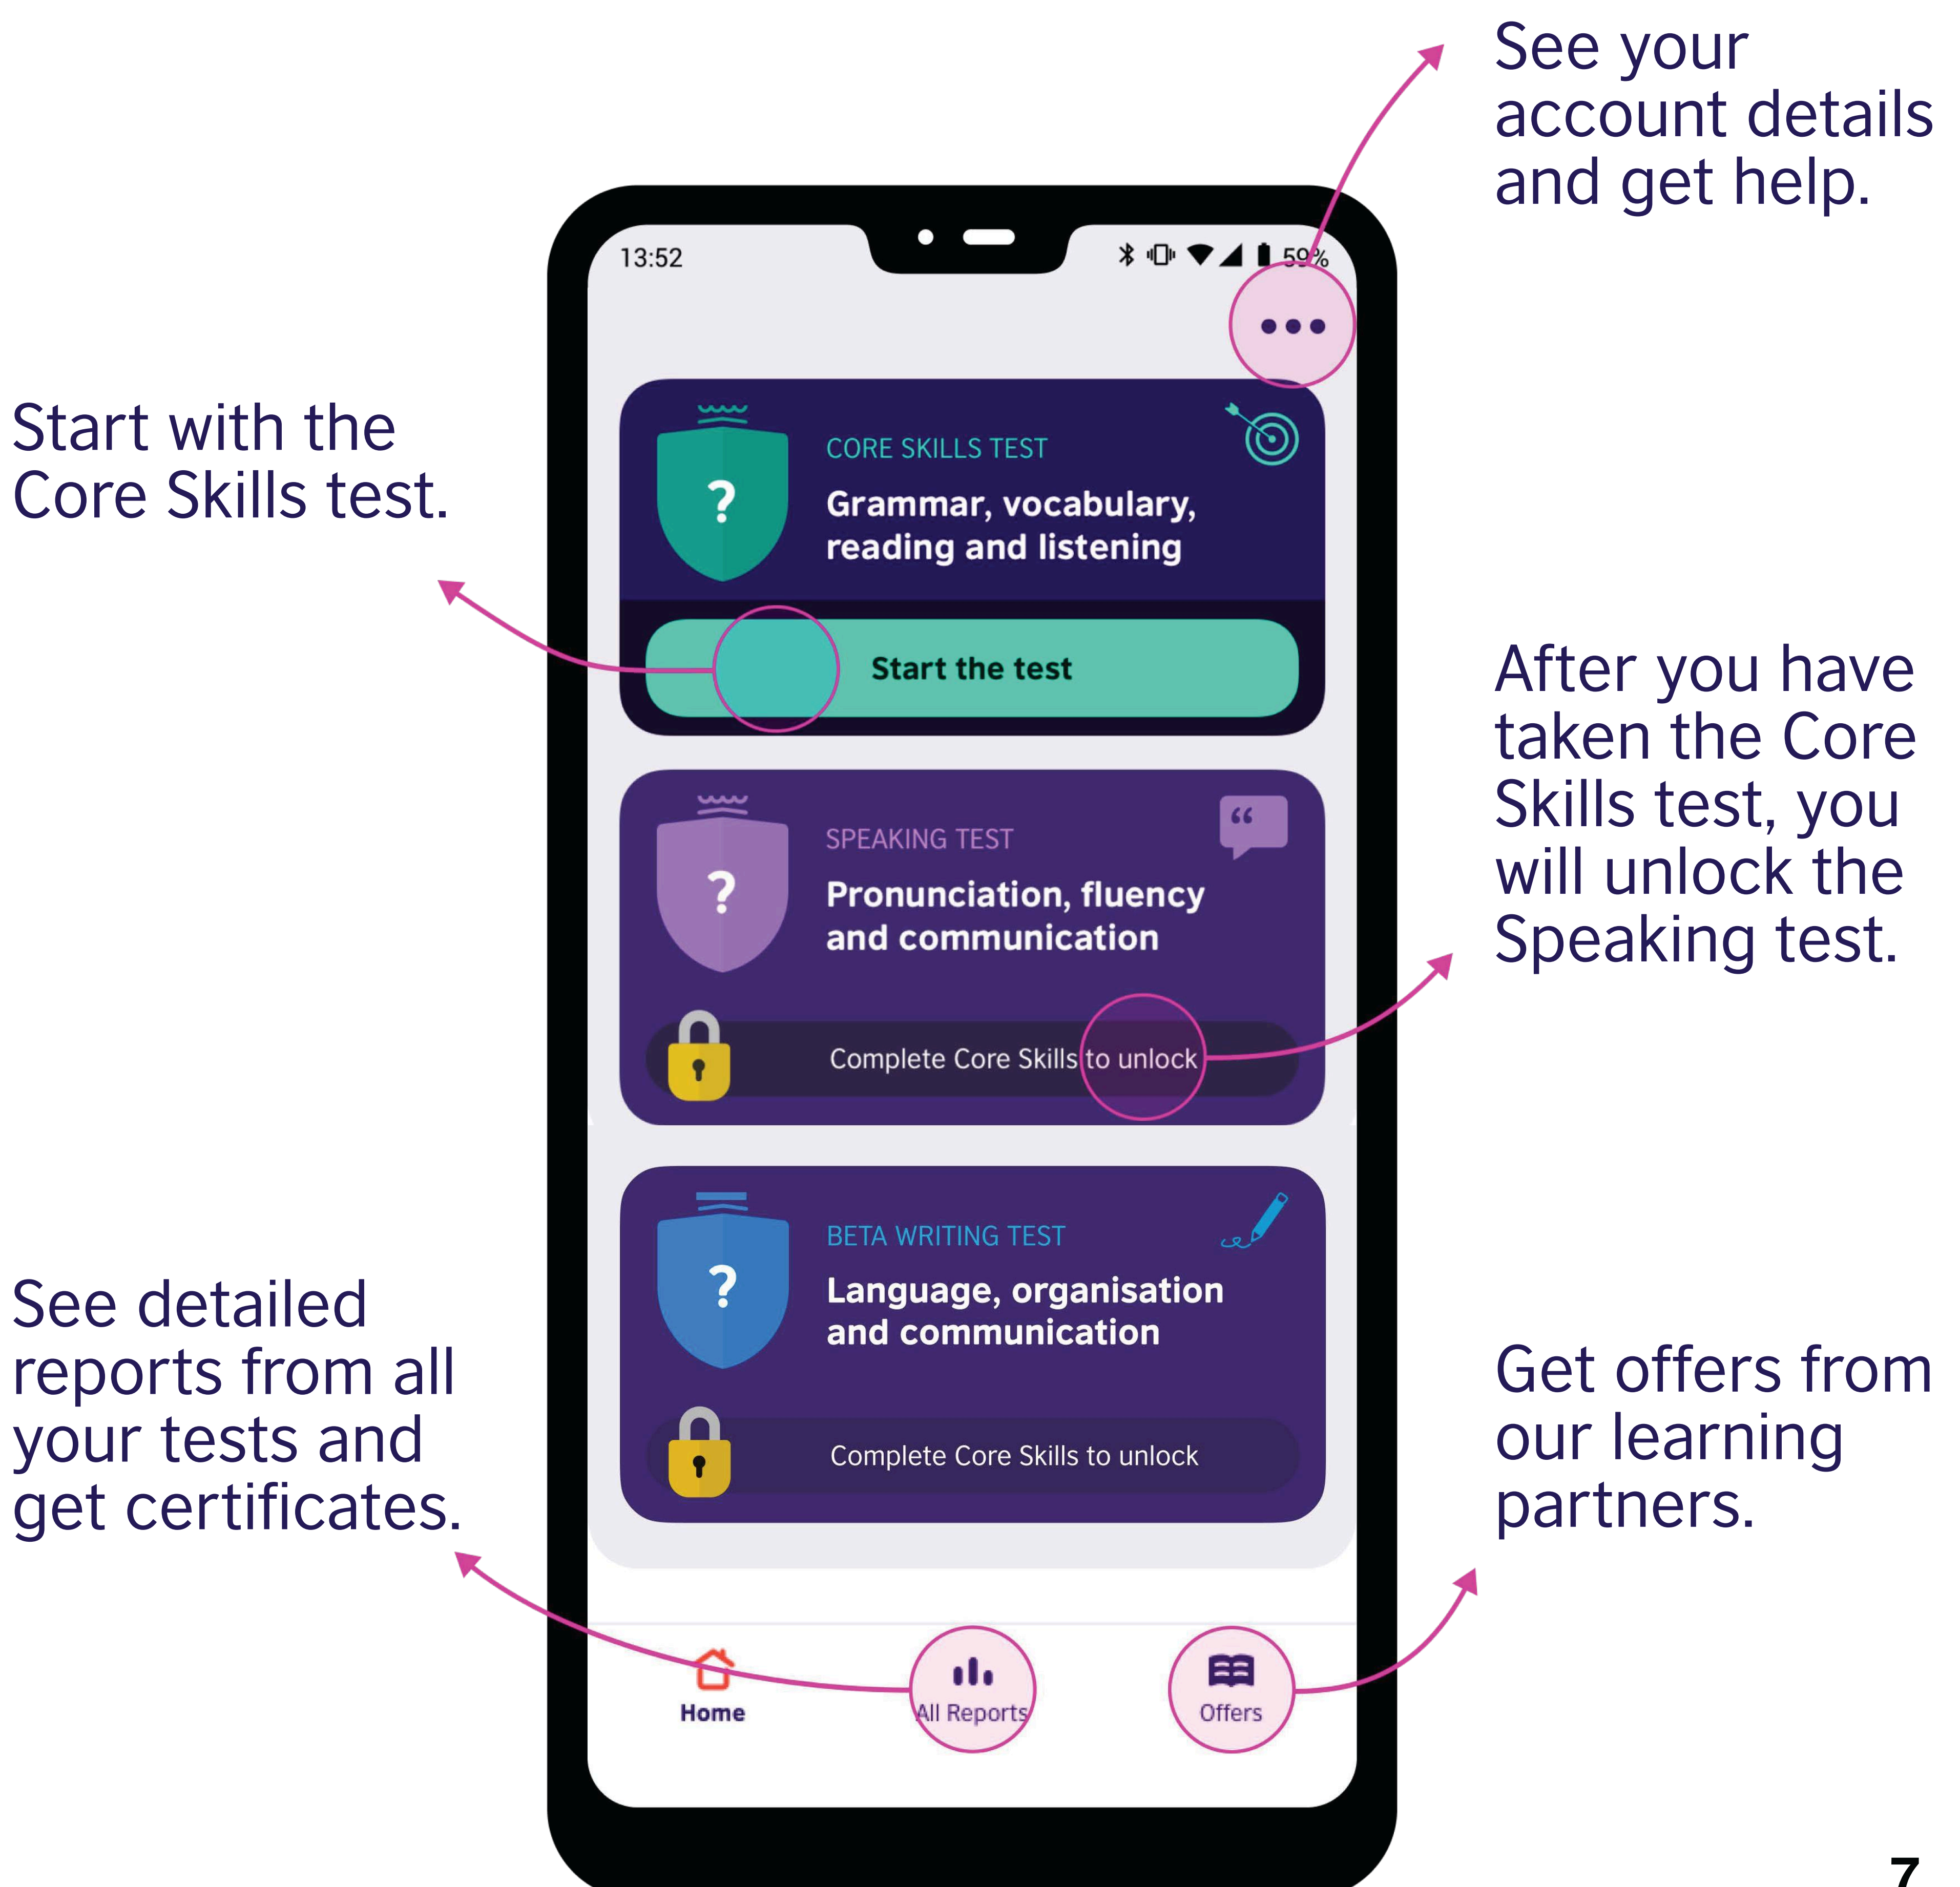 See your
account details
and get help.
13:52
59%
Start with the
Core Skills test.
CORE SKILLS TEST
?
Grammar, vocabulary,
reading and listening
Start the test
After you have
taken the Core
Skills test, you
will unlock the
Speaking test.
SPEAKING TEST
“
?
Pronunciation, fluency
and communication
Complete Core Skills to unlock
See detailed
reports from all
your tests and
get certificates.
BETA WRITING TEST
?
Language, organisation
and communication
Complete Core Skills to unlock
Get offers from
our learning
partners.
Home
All Reports
Offers
7